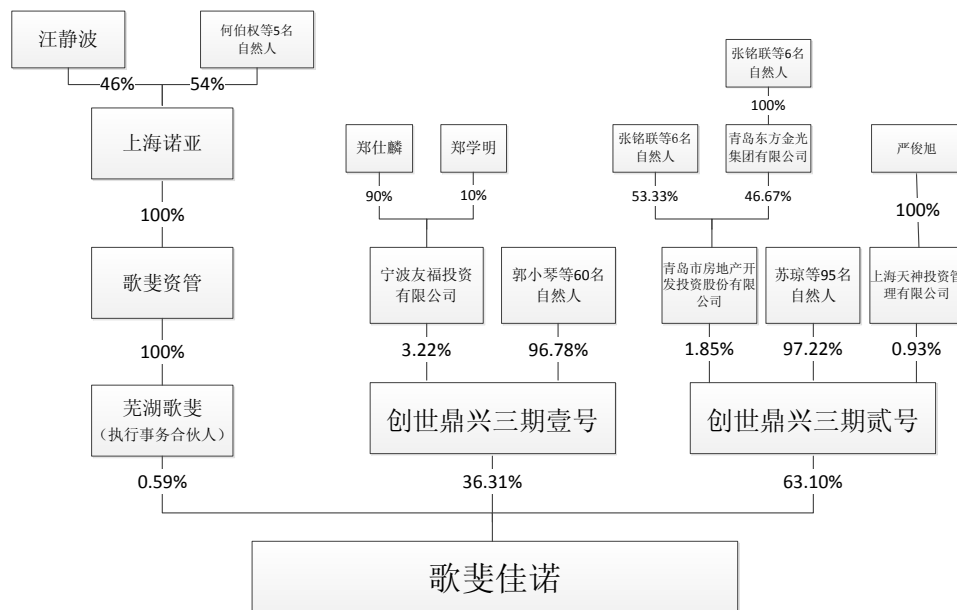 汪静波
何伯权等5名
自然人
46%
54%
上海诺亚
100%
歌斐资管
100%
芜湖歌斐
（执行事务合伙人）
0.59%
郑仕麟
郑学明
90%
10%
宁波友福投资
有限公司
郭小琴等60名
自然人
3.22%
96.78%
创世鼎兴三期壹号
36.31%
张铭联等6名
自然人
100%
张铭联等6名
自然人
青岛东方金光
集团有限公司
严俊旭
53.33%
46.67%
100%
青岛市房地产开
发投资股份有限
公司
苏琼等95名
自然人
上海天神投资管
理有限公司
1.85%
97.22%
0.93%
创世鼎兴三期贰号
63.10%
歌斐佳诺